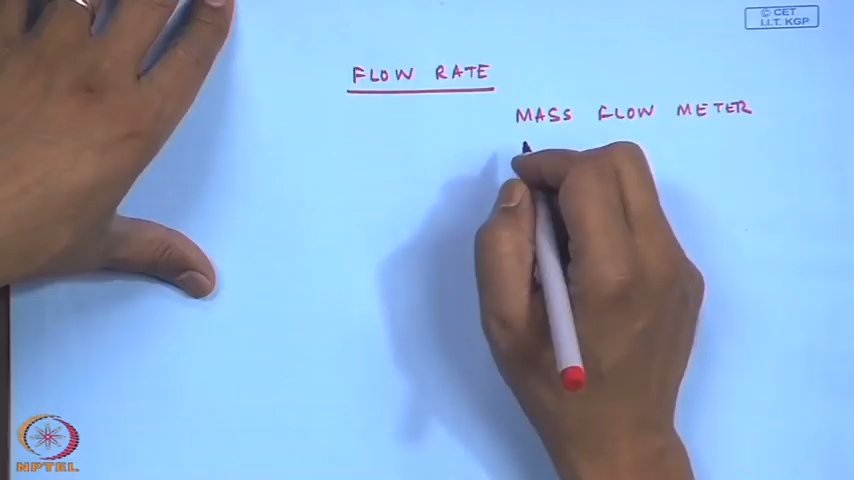 © CET
I.I.T. KGP
FLOW RATE
MASS FLOW METER
NPTEL